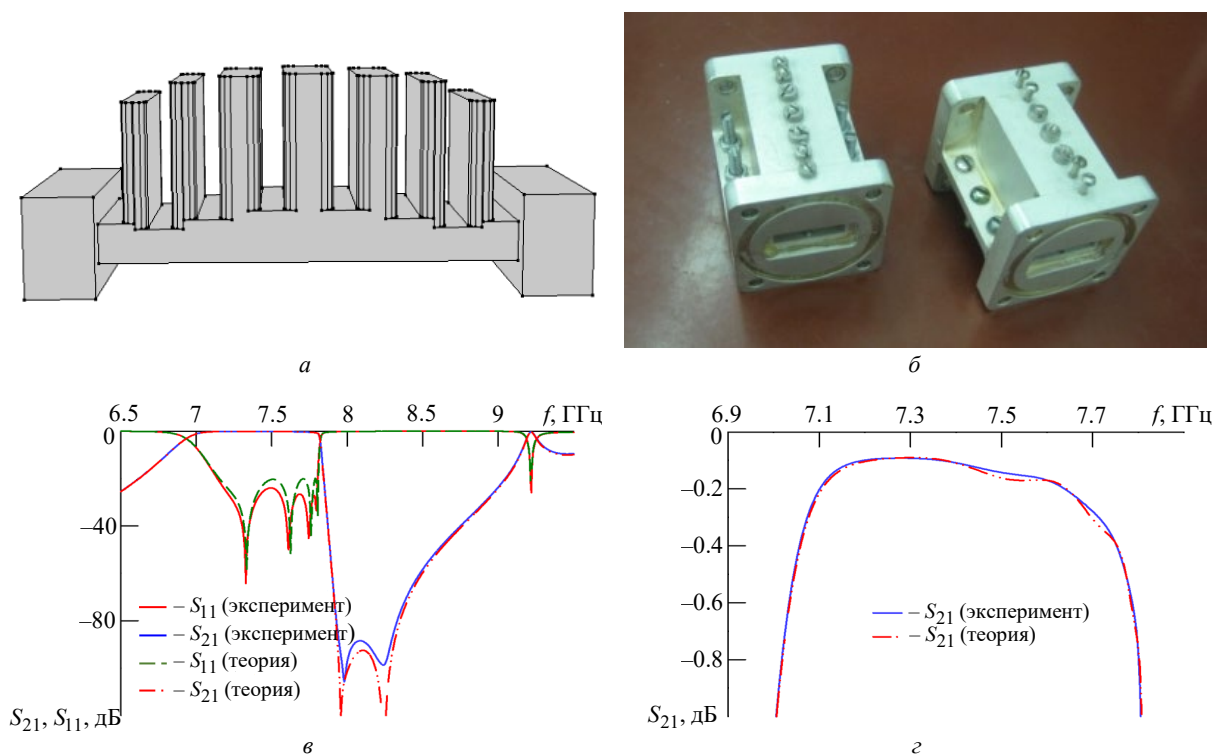 а
б
6.5 7 7.5 8 8.5 9 f, ГГц
0
–40
–80
– S11 (эксперимент)
– S21 (эксперимент)
– S11 (теория)
– S21 (теория)
S21, S11, дБ
в
6.9 7.1 7.3 7.5 7.7 f, ГГц
0
–0.2
–0.4
–0.6
–0.8
– S21 (эксперимент)
– S21 (теория)
S21, дБ
г